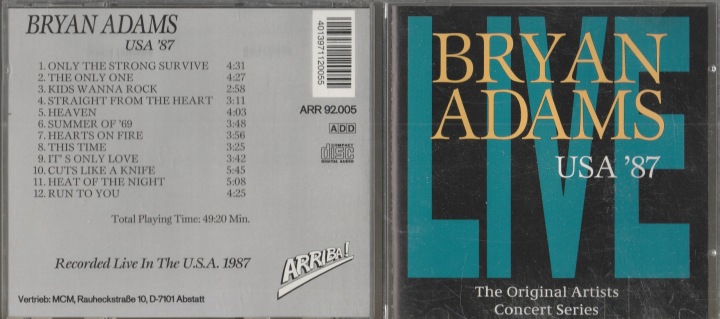 BRYAN ADAMS
USA '87
1. ONLY THE STRONG SURVIVE 4:31
2. THE ONLY ONE 4:27
3. KIDS WANNA ROCK 2:58
4. STRAIGHT FROM THE HEART 3:11
5. HEAVEN 4:03
6. SUMMER OF '69 3:48
7. HEARTS ON FIRE 3:56
8. THIS TIME 3:25
9. IT'S ONLY LOVE 3:42
10. CUTS LIKE A KNIFE 5:45
11. HEAT OF THE NIGHT 5:08
12. RUN TO YOU 4:25
Total Playing Time: 49:20 Min.
Recorded Live In The U.S.A. 1987
Vertrieb: MCM, Rauheckstraße 10, D-7101 Abstatt
4013971120055
ARR 92.005
ADD
COMPACT
disc
DIGITAL AUDIO
ARRIBA!
LIVE
BRYAN
ADAMS
USA '87
The Original Artists
Concert Series